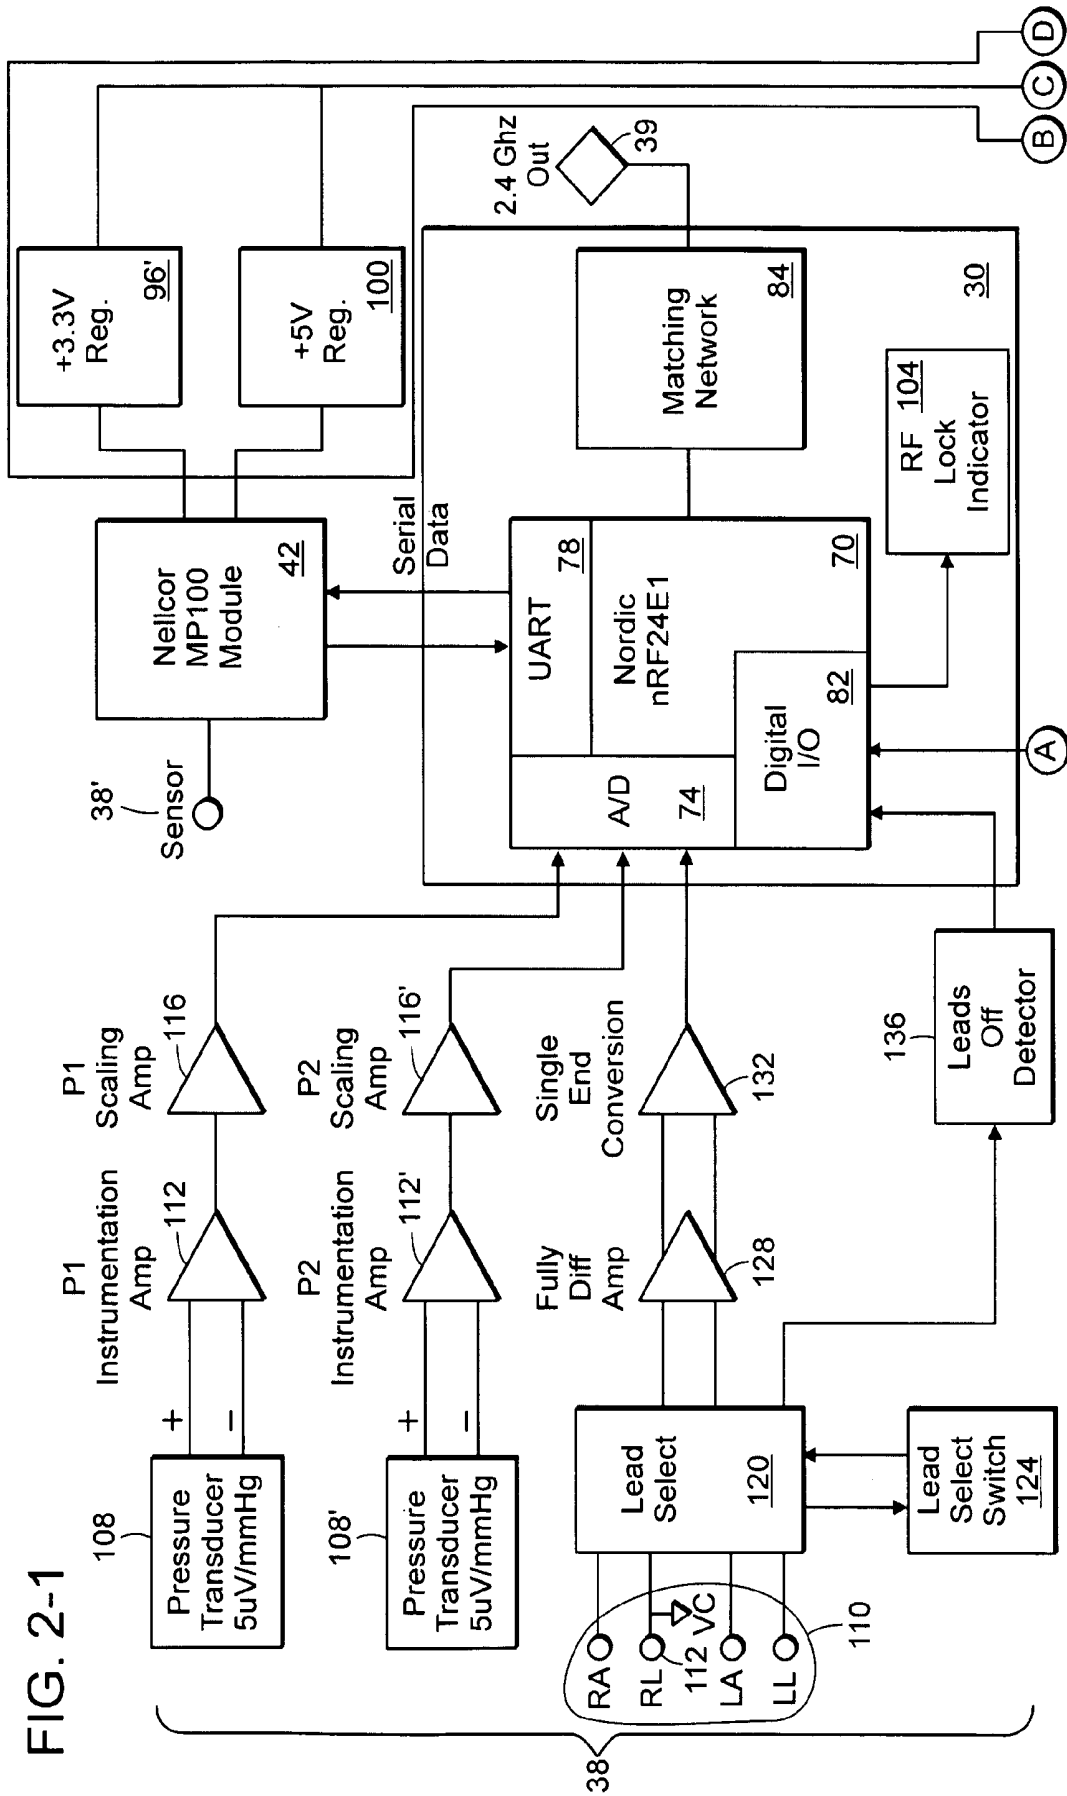 FIG. 2-1
38
108
Pressure
Transducer
5uV/mmHg
+
−
P1
Instrumentation
Amp
112
P1
Scaling
Amp
116
108'
Pressure
Transducer
5uV/mmHg
+
−
P2
Instrumentation
Amp
112'
P2
Scaling
Amp
116'
RA
RL
112
VC
LA
LL
110
Lead
Select
120
Lead
Select
Switch
124
Fully
Diff
Amp
128
Single
End
Conversion
132
136
Leads
Off
Detector
38'
Sensor
Nellcor
MP100
Module
42
+3.3V
Reg.
96'
+5V
Reg.
100
Serial
Data
UART
78
A/D
74
Nordic
nRF24E1
70
Digital
I/O
82
Matching
Network
84
2.4 Ghz
Out
39
RF
104
Lock
Indicator
30
A
B
C
D